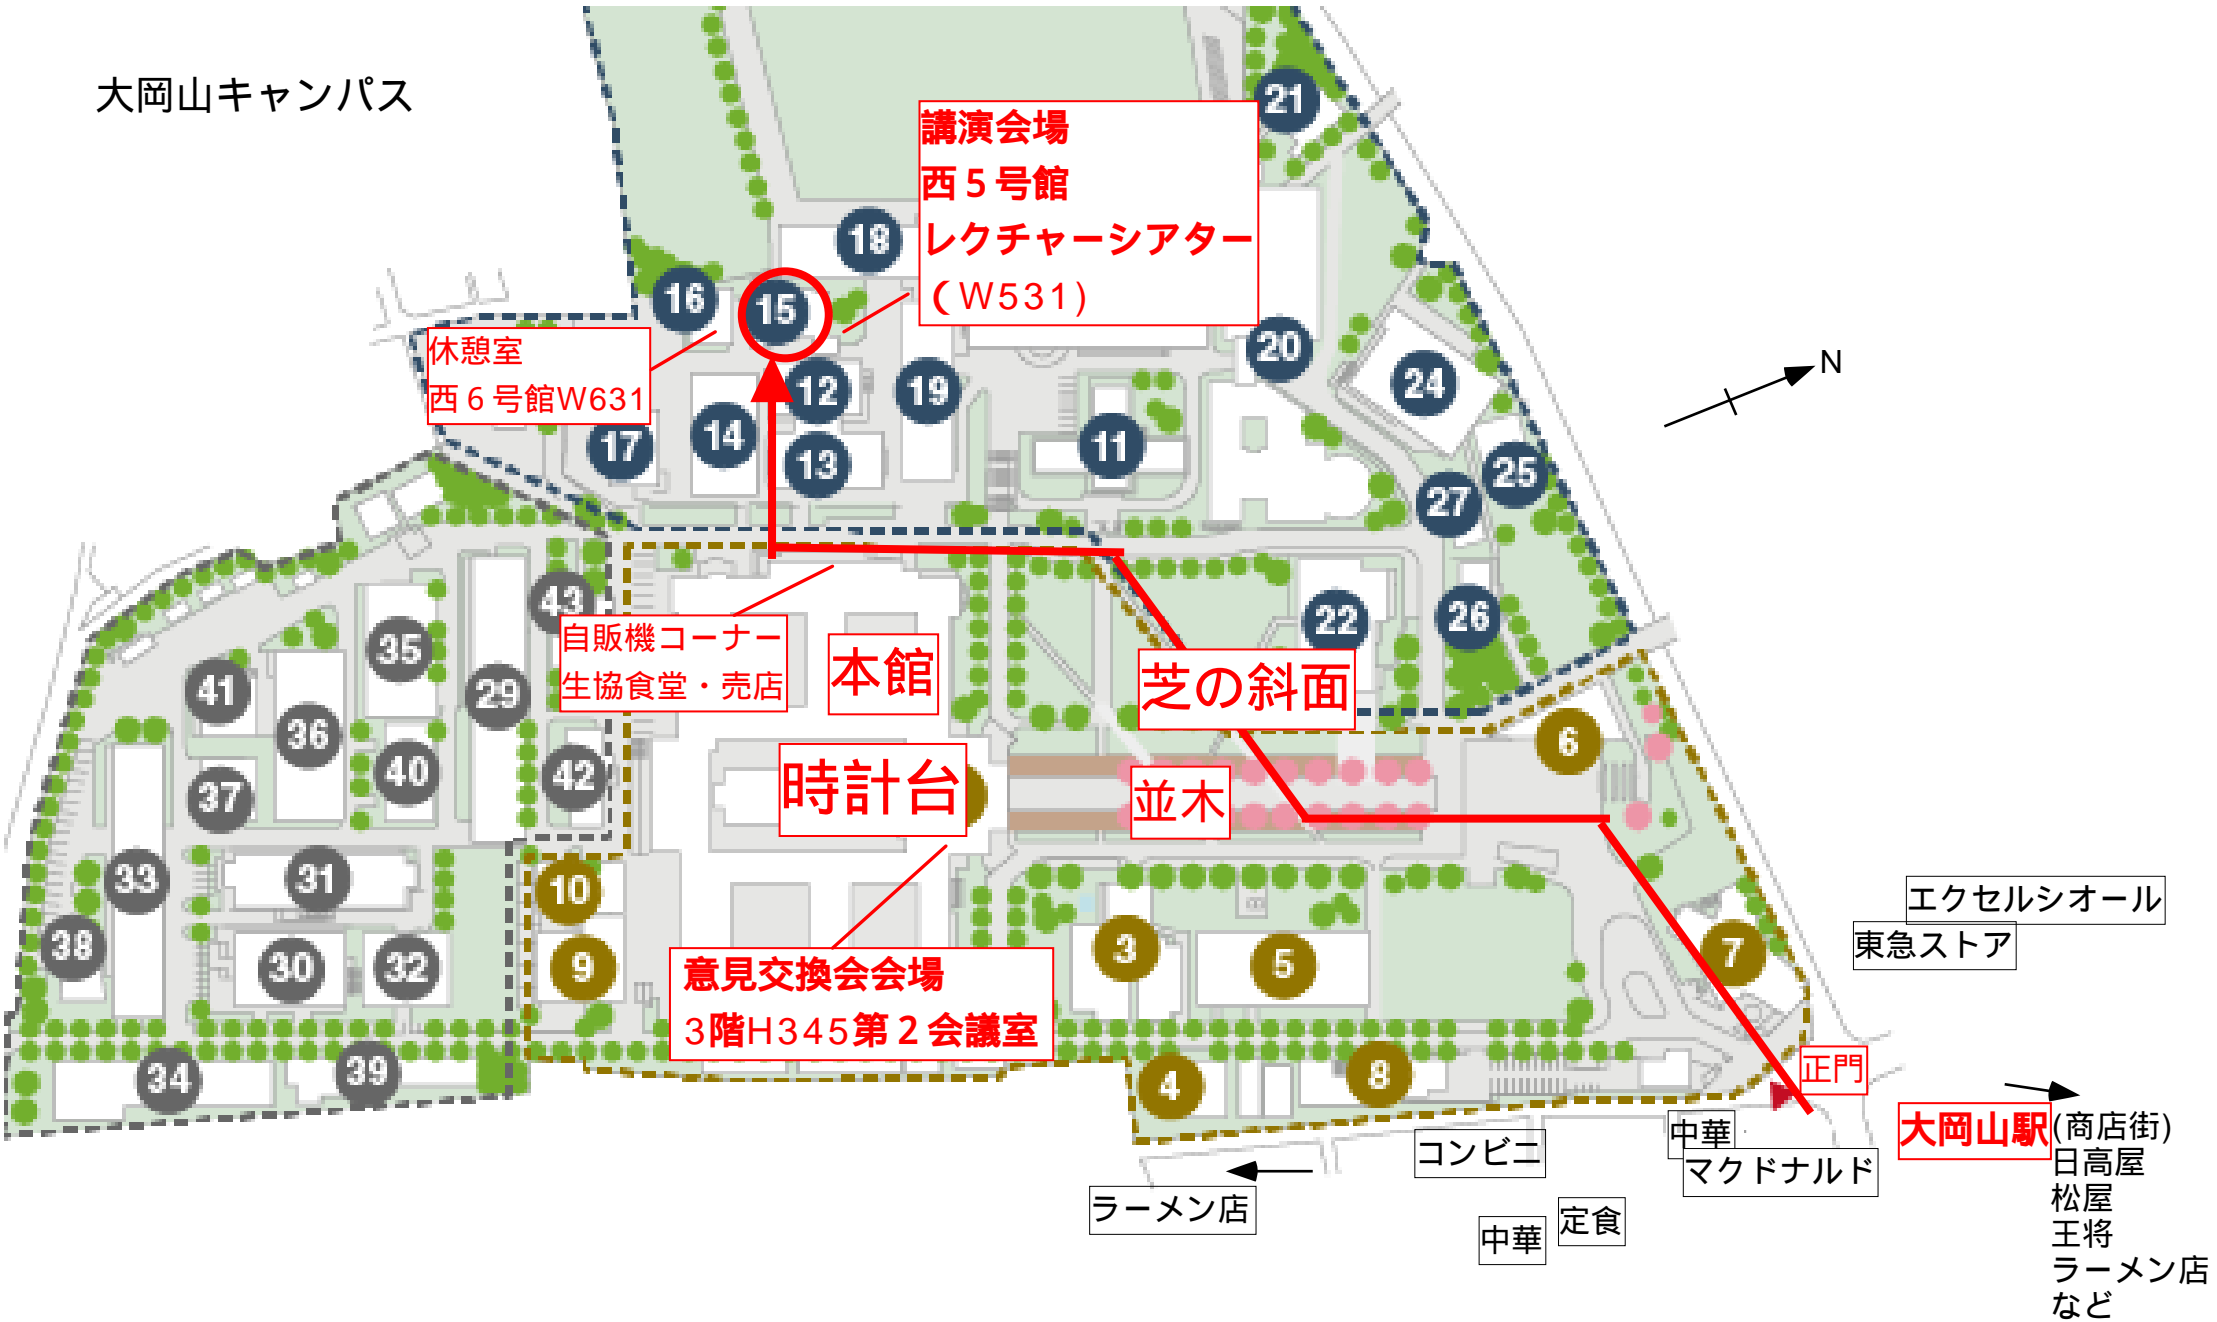 大岡山キャンパス
21
講演会場
西5号館
レクチャーシアター
(W531)
18
16
15
休憩室
西6号館W631
20
N
12
19
24
14
17
13
11
25
27
43
22
26
自販機コーナー
生協食堂・売店
本館
芝の斜面
35
41
29
36
6
時計台
並木
42
40
37
33
31
10
エクセルシオール
東急ストア
38
30
32
9
3
5
7
意見交換会会場
3階H345第2会議室
34
39
4
8
正門
大岡山駅
(商店街)
日高屋
松屋
王将
ラーメン店
など
中華
マクドナルド
コンビニ
ラーメン店
定食
中華